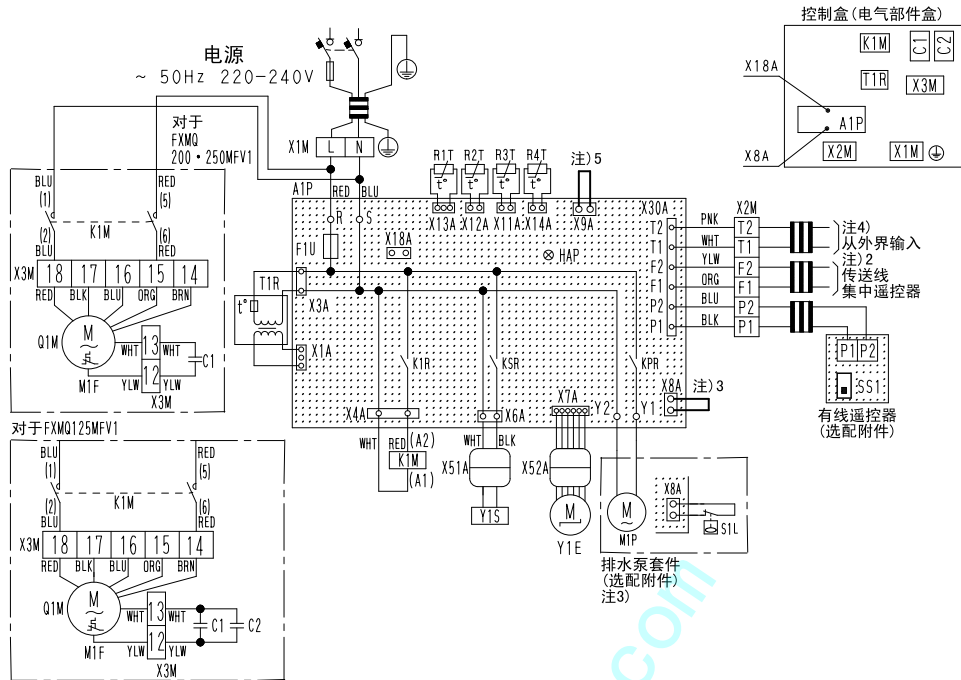 控制盒(电气部件盒)
K1M
C1
C2
X18A
T1R
X3M
A1P
X8A
X2M
X1M
电源
~ 50Hz 220-240V
X1M
L
N
对于
FXMQ
200·250MFV1
BLU
(1)
RED
(5)
(2)
BLU
K1M
(6)
RED
X3M
18
17
16
15
14
RED
BLK
BLU
ORG
BRN
Q1M
M
~
M1F
WHT
13
WHT
12
YLW
YLW
C1
X3M
A1P
RED
BLU
R
S
F1U
X18A
T1R
t°
X3A
X1A
R1T
R2T
R3T
R4T
t°
t°
t°
t°
X13A
X12A
X11A
X14A
注)5
X9A
HAP
X30A
X2M
T2
PNK
T2
T1
WHT
T1
F2
YLW
F2
F1
ORG
F1
P2
BLU
P2
P1
BLK
P1
注)4
从外界输入
注)2
传送线
集中遥控器
P1
P2
SS1
有线遥控器
(选配附件)
K1R
KSR
KPR
X4A
X6A
X7A
Y2
Y1
X8A
注)3
WHT
RED
(A2)
K1M
(A1)
WHT
BLK
X51A
Y1S
X52A
M
Y1E
M
~
M1P
X8A
S1L
排水泵套件
(选配附件)
注3)
对于FXMQ125MFV1
BLU
(1)
RED
(5)
(2)
BLU
K1M
(6)
RED
X3M
18
17
16
15
14
RED
BLK
BLU
ORG
BRN
Q1M
M
~
M1F
WHT
13
WHT
12
YLW
YLW
C1
C2
X3M
.com